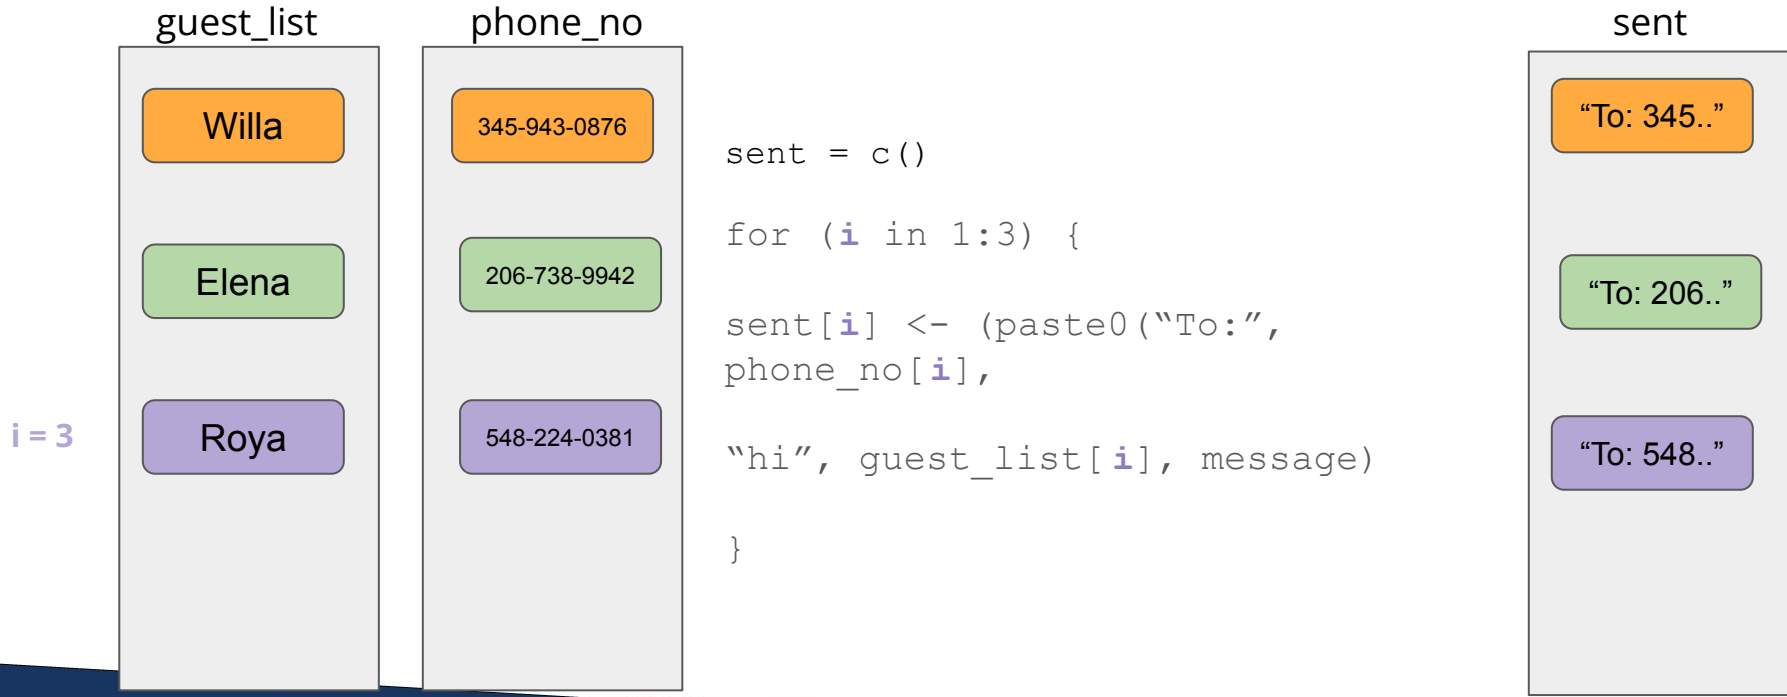 guest_list
phone_no
sent
Willa
345-943-0876
“To: 345..”
sent = c()
for (i in 1:3) {
Elena
206-738-9942
“To: 206..”
sent[i] <- (paste0(“To:”,
phone_no[i],
i = 3
Roya
548-224-0381
“To: 548..”
“hi”, guest_list[i], message)
}